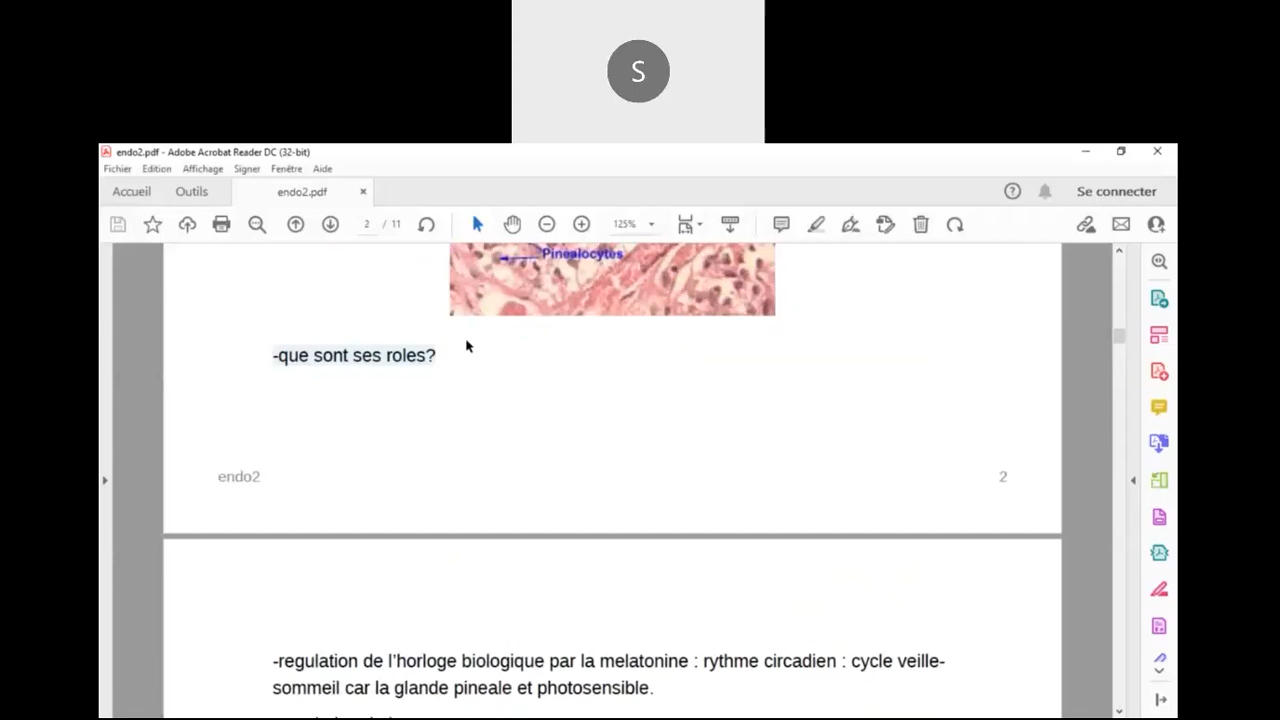 S
endo2.pdf - Adobe Acrobat Reader DC (32-bit)
Fichier Edition Affichage Signer Fenêtre Aide
Accueil Outils endo2.pdf × Se connecter
2 / 11 125%
Pinealocytes
-que sont ses roles?
endo2 2
-regulation de l'horloge biologique par la melatonine : rythme circadien : cycle veille-
sommeil car la glande pineale et photosensible.